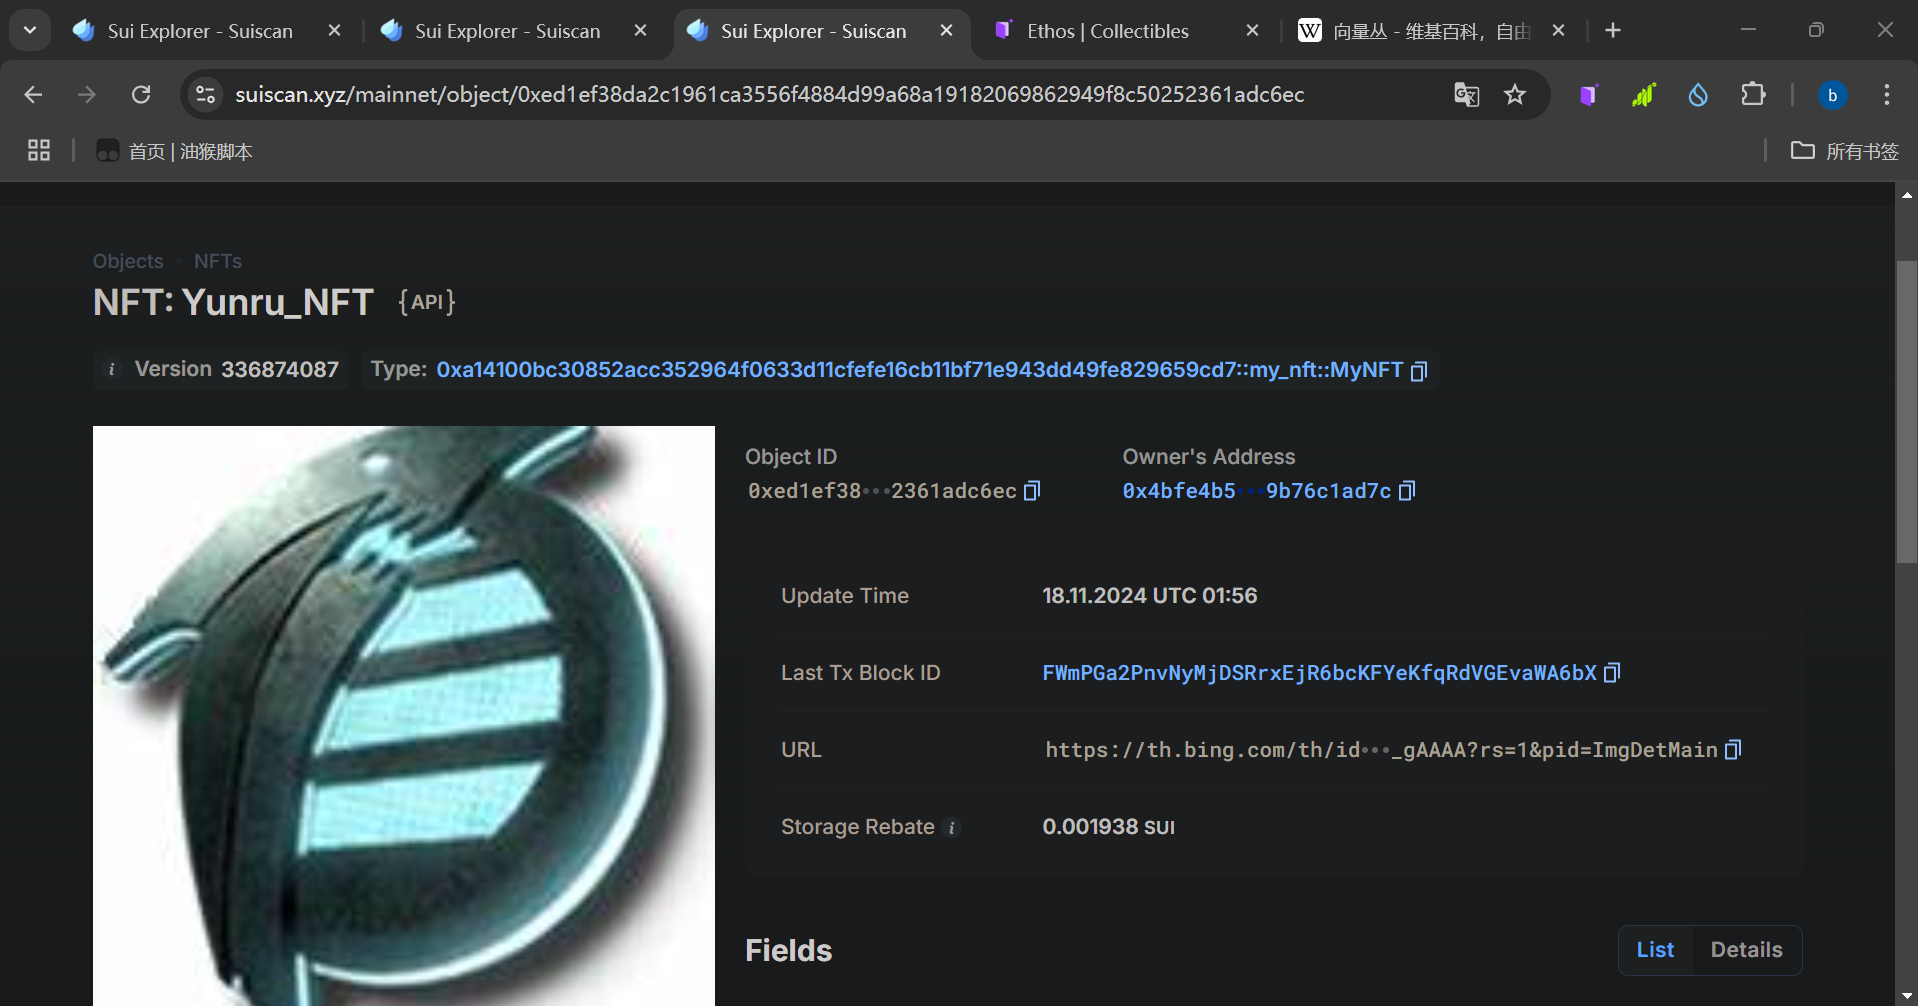 Sui Explorer - Suiscan
Sui Explorer - Suiscan
Sui Explorer - Suiscan
Ethos | Collectibles
W 向量丛 - 维基百科，自由
suiscan.xyz/mainnet/object/0xed1ef38da2c1961ca3556f4884d99a68a19182069862949f8c50252361adc6ec
b
首页 | 油猴脚本
所有书签
Objects · NFTs
NFT: Yunru_NFT {API}
i Version 336874087
Type: 0xa14100bc30852acc352964f0633d11cfefe16cb11bf71e943dd49fe829659cd7::my_nft::MyNFT
Object ID
0xed1ef38···2361adc6ec
Owner's Address
0x4bfe4b5···9b76c1ad7c
Update Time 18.11.2024 UTC 01:56
Last Tx Block ID FWmPGa2PnvNyMjDSRrxEjR6bcKFYeKfqRdVGEvaWA6bX
URL https://th.bing.com/th/id···_gAAAA?rs=1&pid=ImgDetMain
Storage Rebate i 0.001938 SUI
Fields
List Details